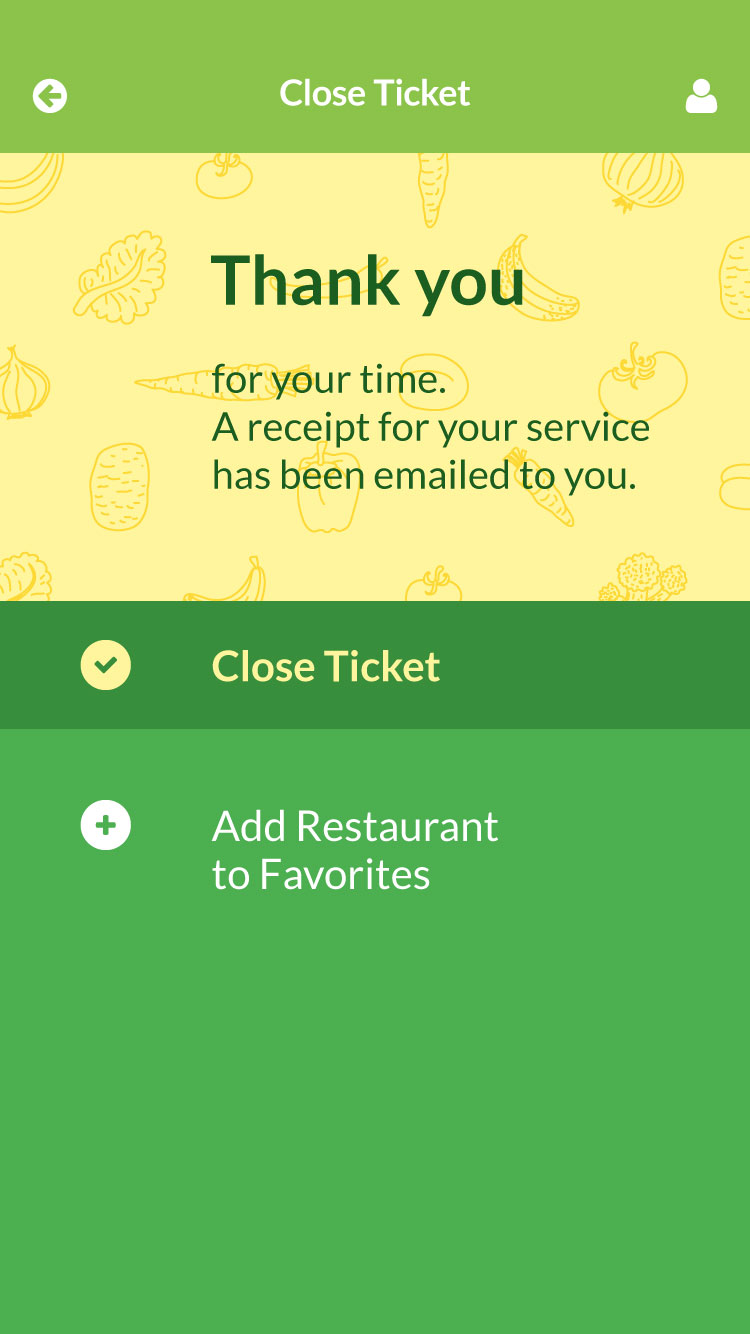 Close Ticket
Thank you
for your time.
A receipt for your service
has been emailed to you.
Close Ticket
Add Restaurant
to Favorites